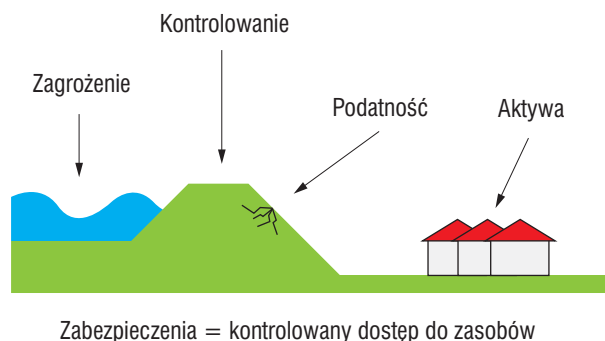 Kontrolowanie
Zagrożenie
Podatność
Aktywa
Zabezpieczenia = kontrolowany dostęp do zasobów